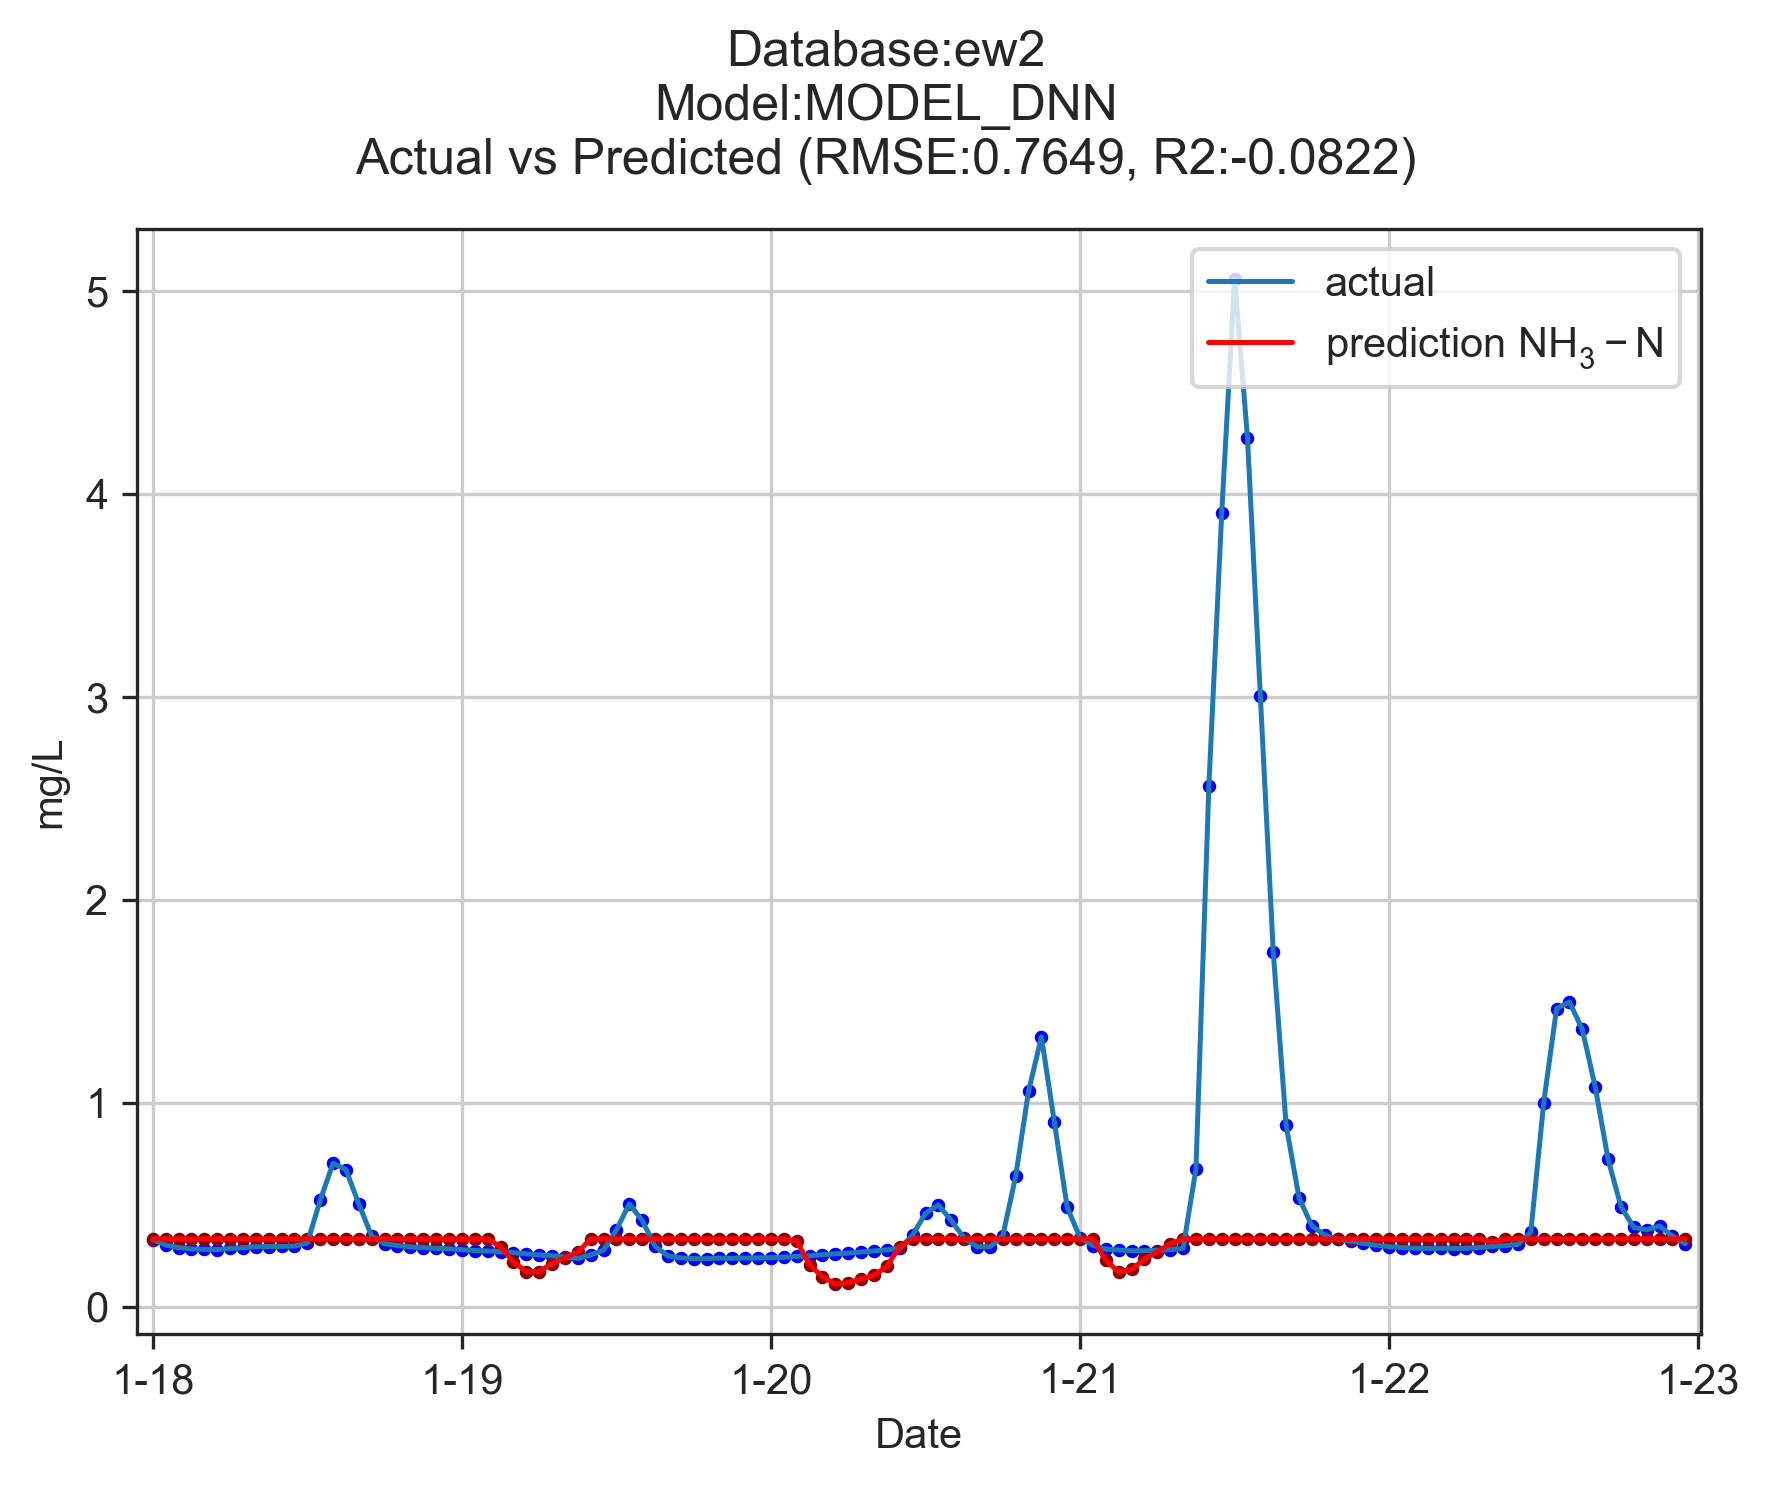 Database:ew2
Model:MODEL_DNN
Actual vs Predicted (RMSE:0.7649, R2:-0.0822)
actual
prediction NH₃ − N
5
4
3
2
1
0
mg/L
1-18 1-19 1-20 1-21 1-22 1-23
Date